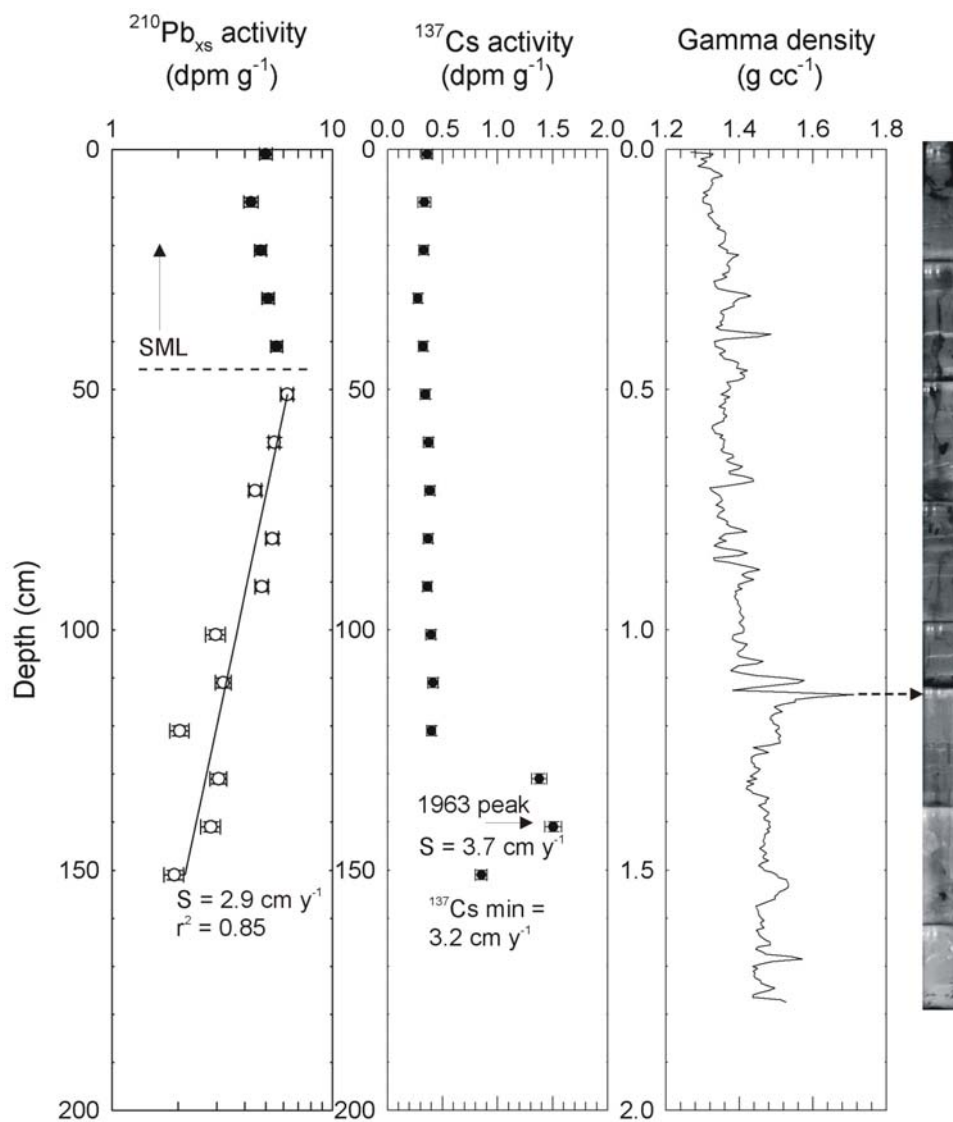 ²¹⁰Pbₓₛ activity
(dpm g⁻¹)
¹³⁷Cs activity
(dpm g⁻¹)
Gamma density
(g cc⁻¹)
1 10
0.0 0.4 1.0 1.5 2.0
1.2 1.4 1.6 1.8
0
50
100
150
200
Depth (cm)
SML
S = 2.9 cm y⁻¹
r² = 0.85
0
50
100
150
200
1963 peak
S = 3.7 cm y⁻¹
¹³⁷Cs min =
3.2 cm y⁻¹
0.0
0.5
1.0
1.5
2.0